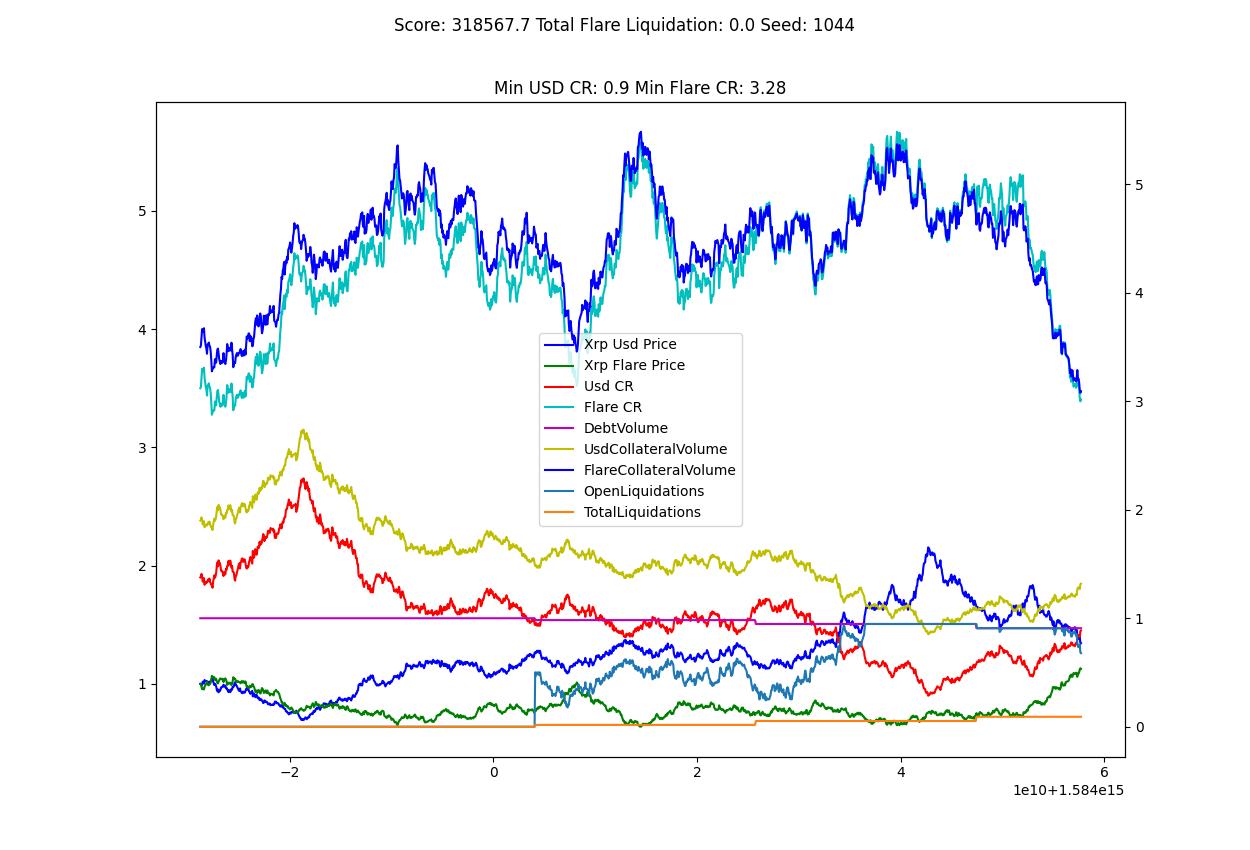 Score: 318567.7 Total Flare Liquidation: 0.0 Seed: 1044
Min USD CR: 0.9 Min Flare CR: 3.28
5
4
3
2
1
5
4
3
2
1
0
Xrp Usd Price
Xrp Flare Price
Usd CR
Flare CR
DebtVolume
UsdCollateralVolume
FlareCollateralVolume
OpenLiquidations
TotalLiquidations
−2 0 2 4 6
1e10+1.584e15